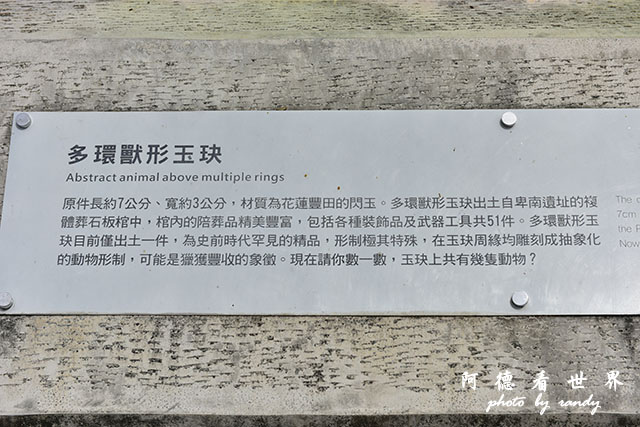 多環獸形玉玦
Abstract animal above multiple rings
原件長約7公分、寬約3公分，材質為花蓮豐田的閃玉。多環獸形玉玦出土自卑南遺址的複
體葬石板棺中，棺內的陪葬品精美豐富，包括各種裝飾品及武器工具共51件。多環獸形玉
玦目前僅出土一件，為史前時代罕見的精品，形制極其特殊，在玉玦周緣均雕刻成抽象化
的動物形制，可能是獵獲豐收的象徵。現在請你數一數，玉玦上共有幾隻動物？
The o
7cm
the F
Now
阿德看世界
photo by randy